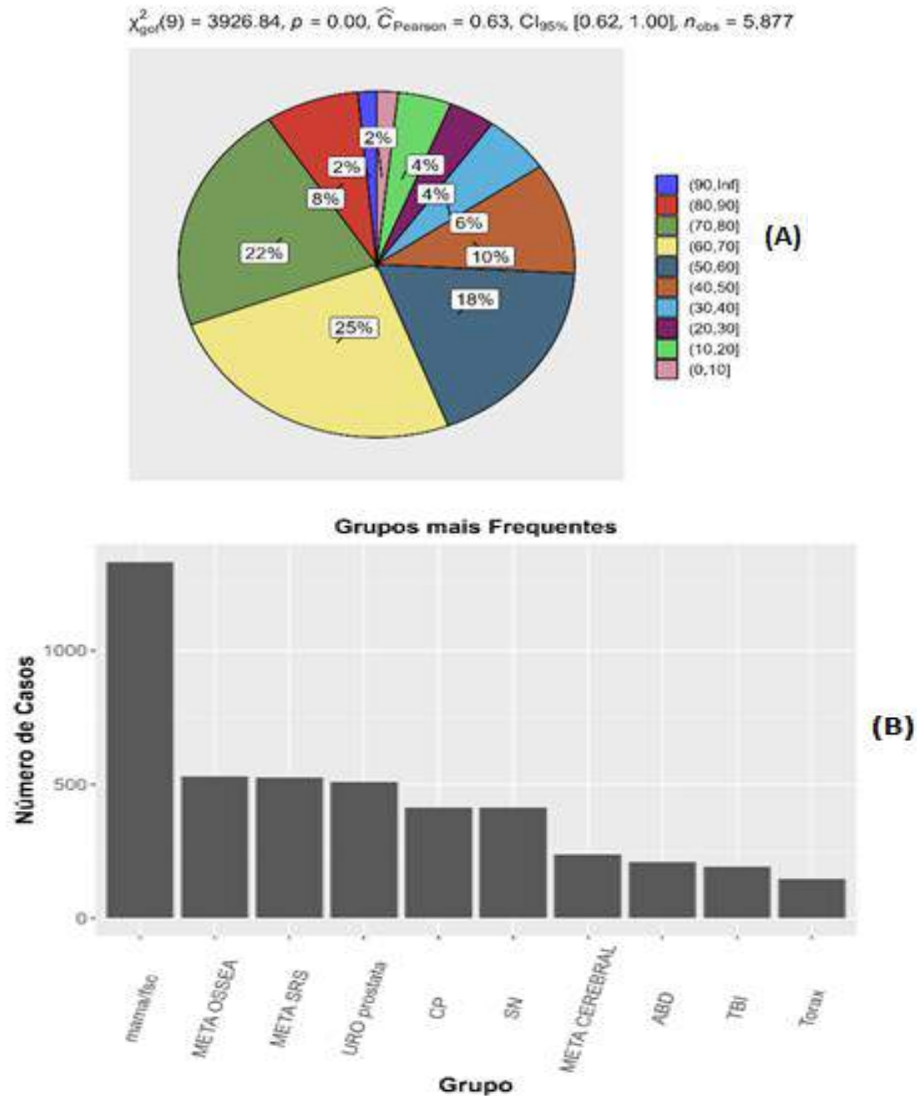 χ²gof(9) = 3926.84, p = 0.00, ĈPearson = 0.63, CI95% [0.62, 1.00], nobs = 5,877
2%
2%
4%
8%
4%
6%
22%
10%
18%
25%
(90,Inf]
(80,90]
(70,80]
(60,70]
(50,60]
(40,50]
(30,40]
(20,30]
(10,20]
(0,10]
(A)
Grupos mais Frequentes
Número de Casos
1000
500
0
(B)
mama/fsc
META OSSEA
META SRS
URO prostata
CP
SN
META CEREBRAL
ABD
TBI
Torax
Grupo